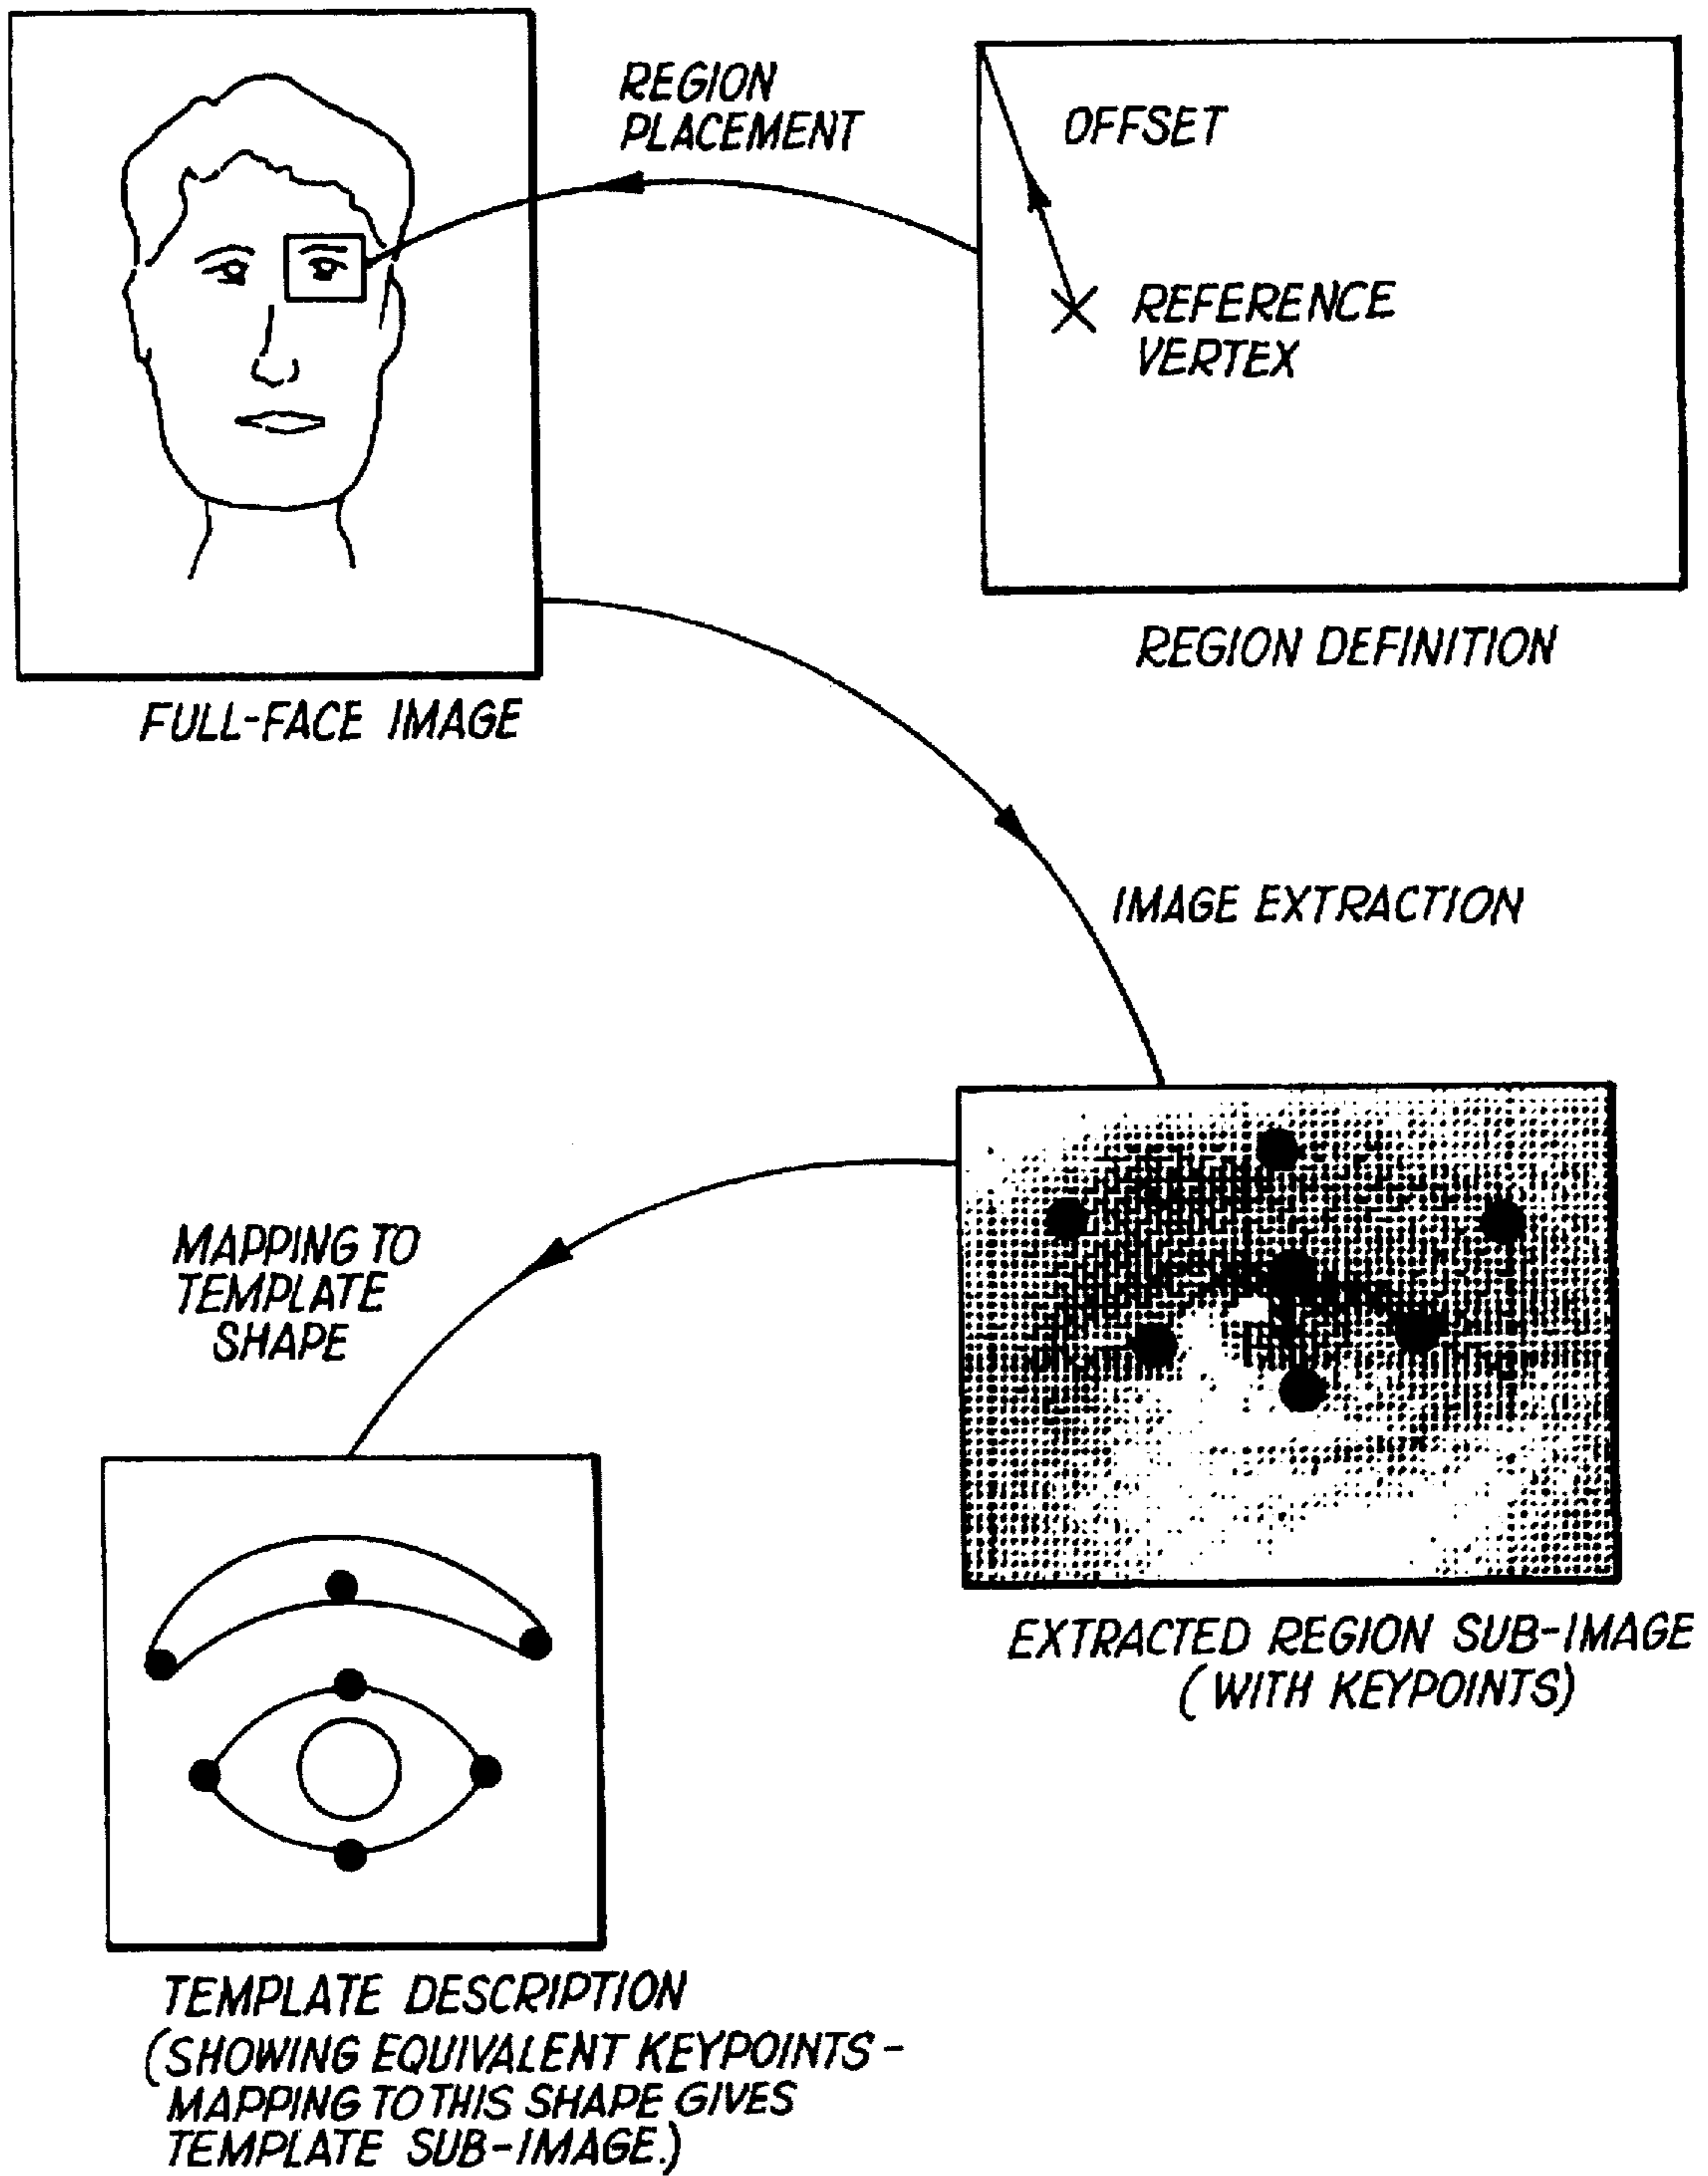 REGION
PLACEMENT
OFFSET
REFERENCE
VERTEX
REGION DEFINITION
FULL-FACE IMAGE
IMAGE EXTRACTION
MAPPING TO
TEMPLATE
SHAPE
EXTRACTED REGION SUB-IMAGE
(WITH KEYPOINTS)
TEMPLATE DESCRIPTION
(SHOWING EQUIVALENT KEYPOINTS -
MAPPING TO THIS SHAPE GIVES
TEMPLATE SUB-IMAGE.)